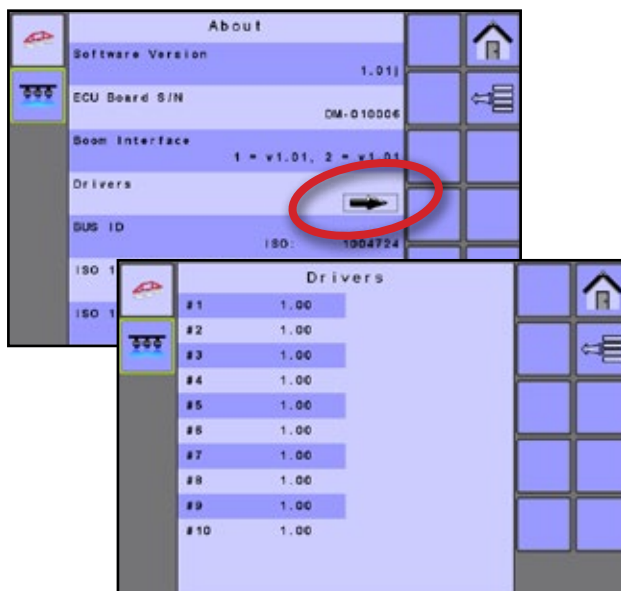 About
Software Version
1.01j
ECU Board S/N
DM-010006
Boom Interface
1 = v1.01, 2 = v1.01
Drivers
BUS ID
ISO: 1004724
ISO 1
ISO 1
Drivers
#1 1.00
#2 1.00
#3 1.00
#4 1.00
#5 1.00
#6 1.00
#7 1.00
#8 1.00
#9 1.00
#10 1.00